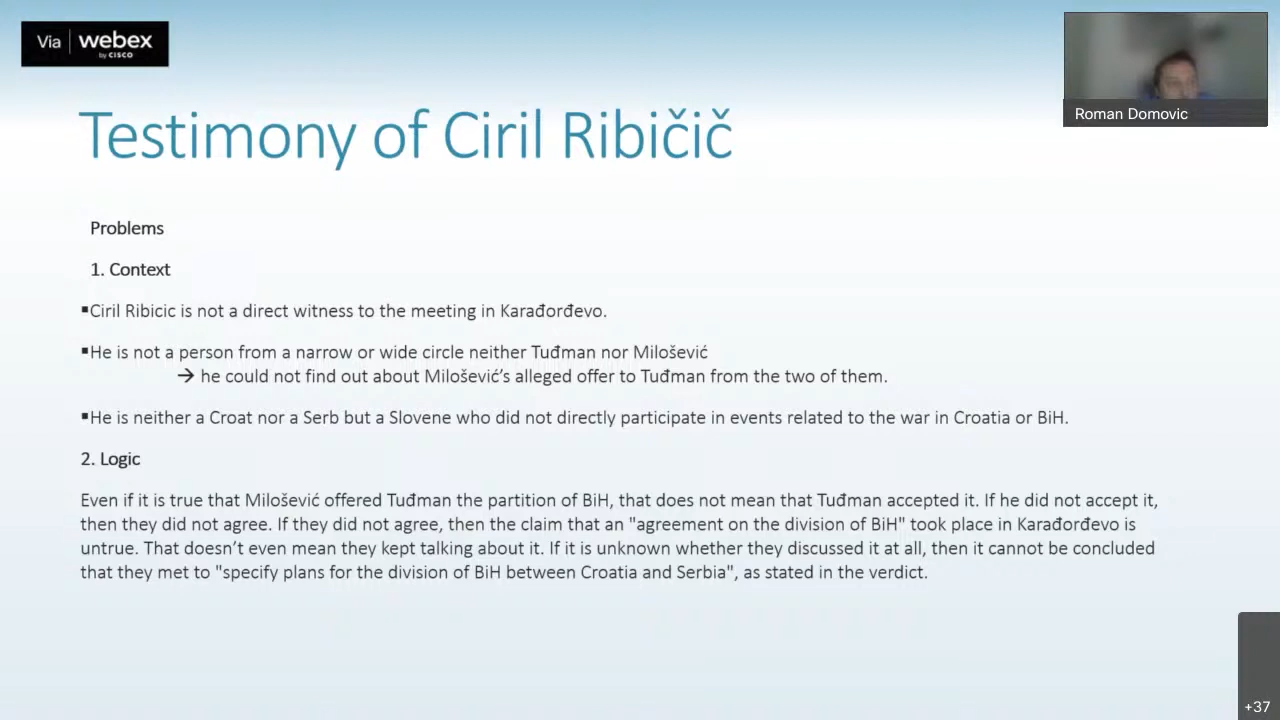 Via webex
by CISCO
Roman Domovic
Testimony of Ciril Ribičič
Problems
1. Context
▪Ciril Ribicic is not a direct witness to the meeting in Karađorđevo.
▪He is not a person from a narrow or wide circle neither Tuđman nor Milošević
→ he could not find out about Milošević’s alleged offer to Tuđman from the two of them.
▪He is neither a Croat nor a Serb but a Slovene who did not directly participate in events related to the war in Croatia or BiH.
2. Logic
Even if it is true that Milošević offered Tuđman the partition of BiH, that does not mean that Tuđman accepted it. If he did not accept it,
then they did not agree. If they did not agree, then the claim that an "agreement on the division of BiH" took place in Karađorđevo is
untrue. That doesn’t even mean they kept talking about it. If it is unknown whether they discussed it at all, then it cannot be concluded
that they met to "specify plans for the division of BiH between Croatia and Serbia", as stated in the verdict.
+37